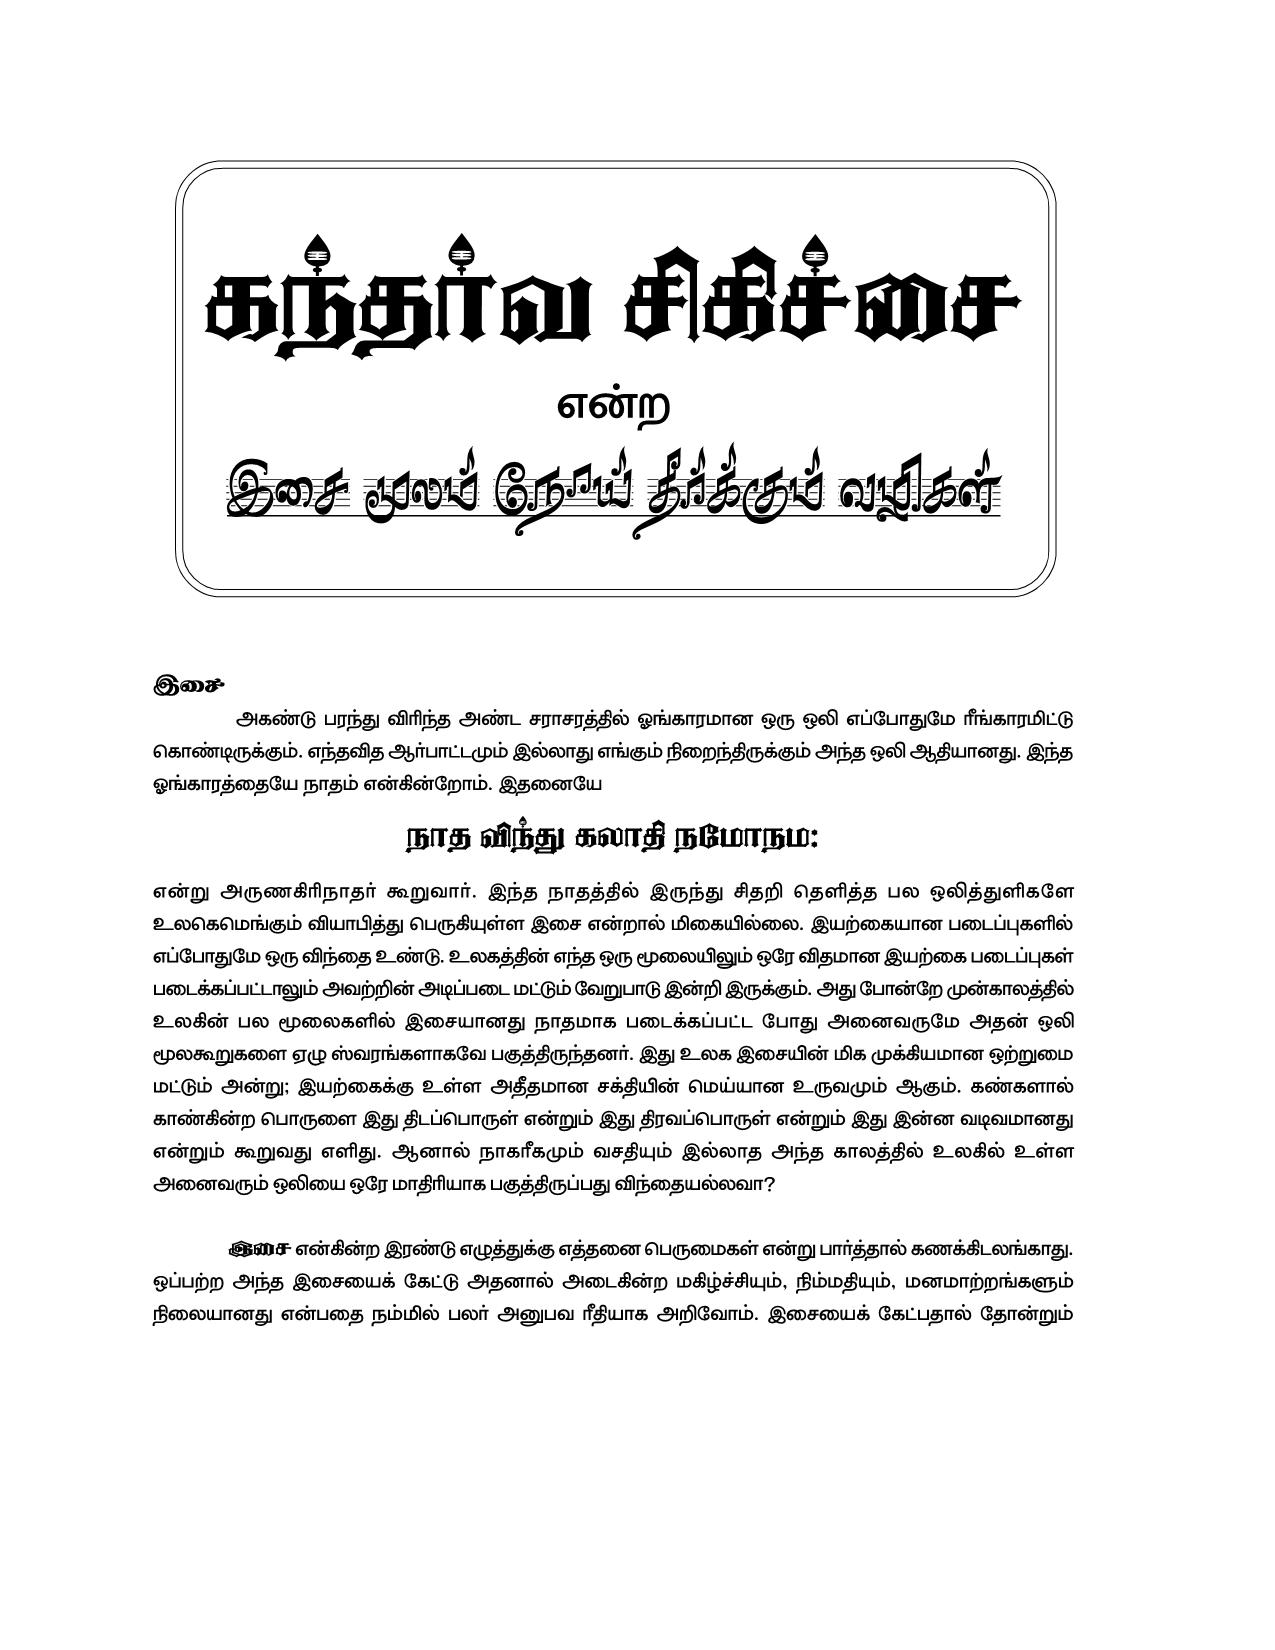 கந்தர்வ சிகிச்சை
என்ற
இசை மூலம் நோய் தீர்க்கும் வழிகள்
இசை
அகண்டு பரந்து விரிந்த அண்ட சராசரத்தில் ஓங்காரமான ஒரு ஒலி எப்போதுமே ரீங்காரமிட்டு
கொண்டிருக்கும். எந்தவித ஆர்பாட்டமும் இல்லாது எங்கும் நிறைந்திருக்கும் அந்த ஒலி ஆதியானது. இந்த
ஓங்காரத்தையே நாதம் என்கின்றோம். இதனையே
நாத விந்து கலாதி நமோநம:
என்று அருணகிரிநாதர் கூறுவார். இந்த நாதத்தில் இருந்து சிதறி தெளித்த பல ஒலித்துளிகளே
உலகெமெங்கும் வியாபித்து பெருகியுள்ள இசை என்றால் மிகையில்லை. இயற்கையான படைப்புகளில்
எப்போதுமே ஒரு விந்தை உண்டு. உலகத்தின் எந்த ஒரு மூலையிலும் ஒரே விதமான இயற்கை படைப்புகள்
படைக்கப்பட்டாலும் அவற்றின் அடிப்படை மட்டும் வேறுபாடு இன்றி இருக்கும். அது போன்றே முன்காலத்தில்
உலகின் பல மூலைகளில் இசையானது நாதமாக படைக்கப்பட்ட போது அனைவருமே அதன் ஒலி
மூலகூறுகளை ஏழு ஸ்வரங்களாகவே பகுத்திருந்தனர். இது உலக இசையின் மிக முக்கியமான ஒற்றுமை
மட்டும் அன்று; இயற்கைக்கு உள்ள அதீதமான சக்தியின் மெய்யான உருவமும் ஆகும். கண்களால்
காண்கின்ற பொருளை இது திடப்பொருள் என்றும் இது திரவப்பொருள் என்றும் இது இன்ன வடிவமானது
என்றும் கூறுவது எளிது. ஆனால் நாகரீகமும் வசதியும் இல்லாத அந்த காலத்தில் உலகில் உள்ள
அனைவரும் ஒலியை ஒரே மாதிரியாக பகுத்திருப்பது விந்தையல்லவா?
இசை என்கின்ற இரண்டு எழுத்துக்கு எத்தனை பெருமைகள் என்று பார்த்தால் கணக்கிடலங்காது.
ஒப்பற்ற அந்த இசையைக் கேட்டு அதனால் அடைகின்ற மகிழ்ச்சியும், நிம்மதியும், மனமாற்றங்களும்
நிலையானது என்பதை நம்மில் பலர் அனுபவ ரீதியாக அறிவோம். இசையைக் கேட்பதால் தோன்றும்